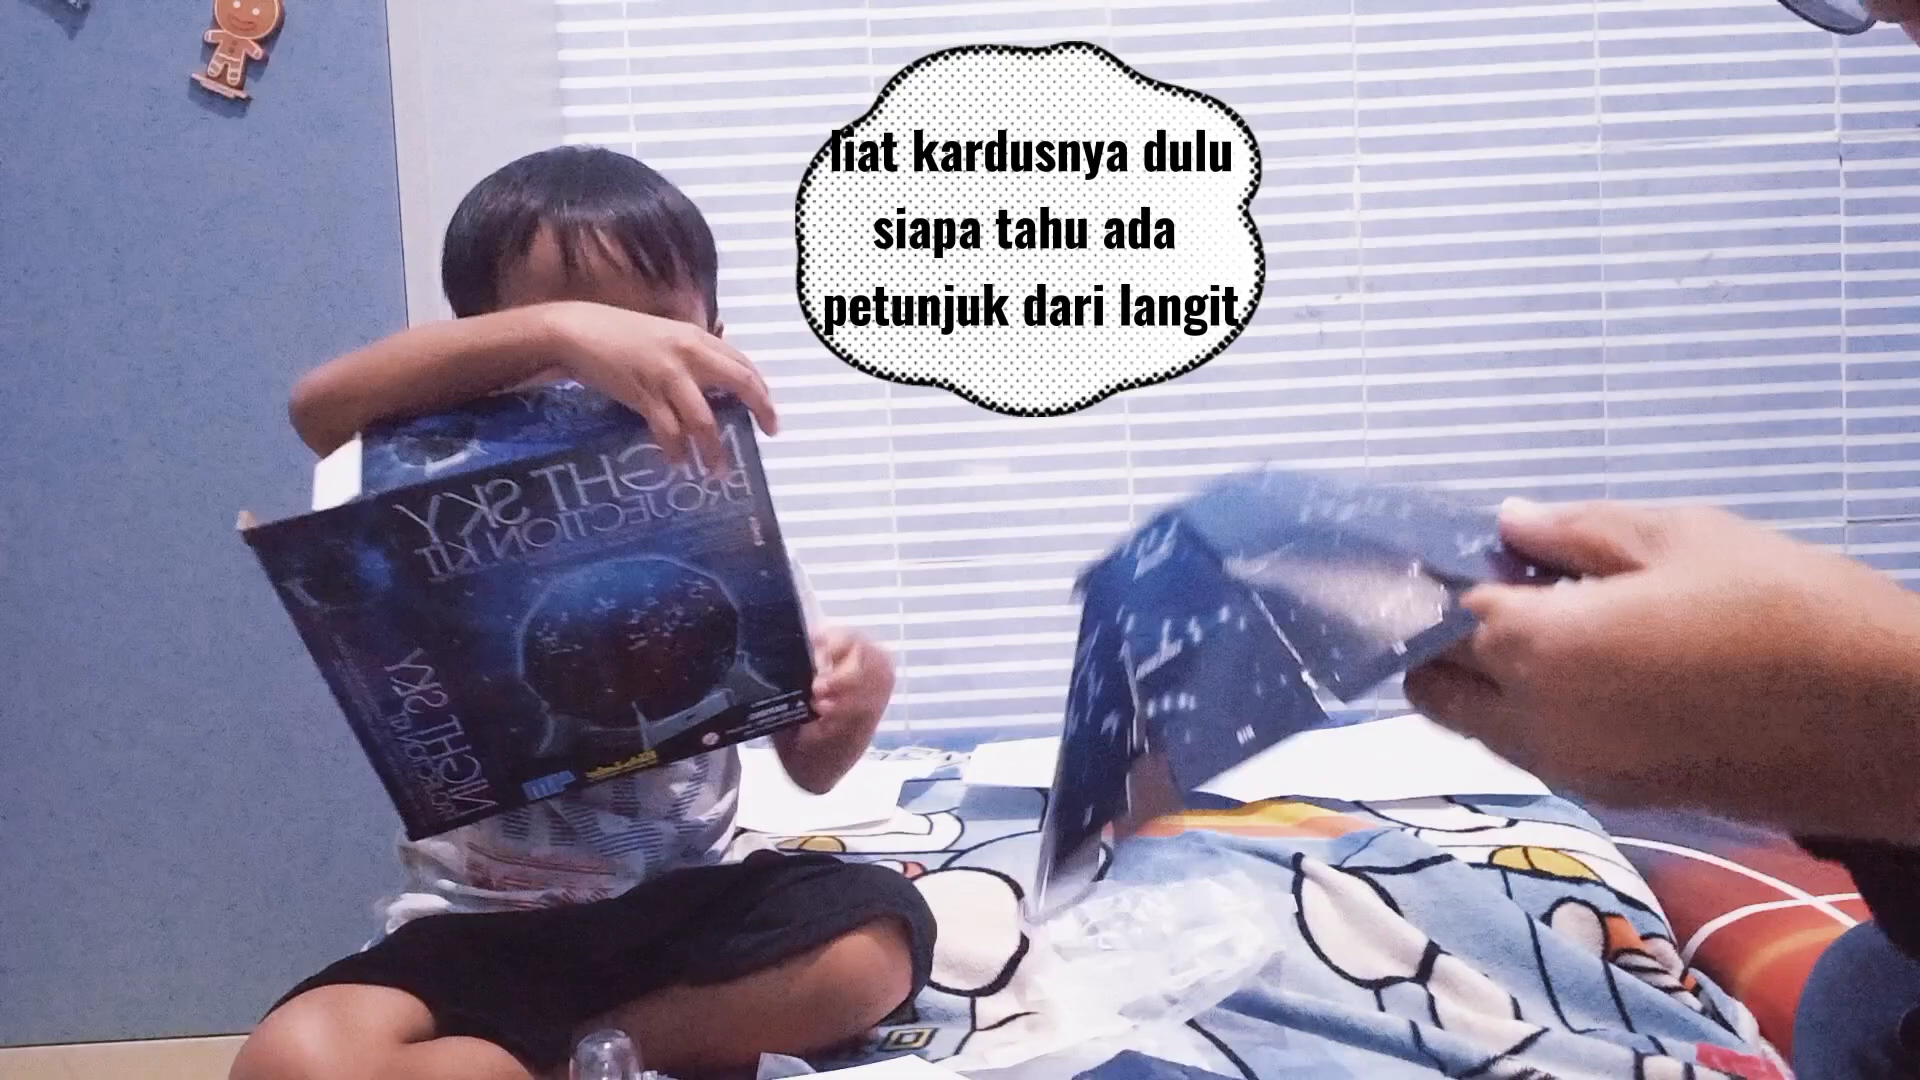 liat kardusnya dulu
siapa tahu ada
petunjuk dari langit
NIGHT SKY
PROJECTION KIT
NIGHT SKY